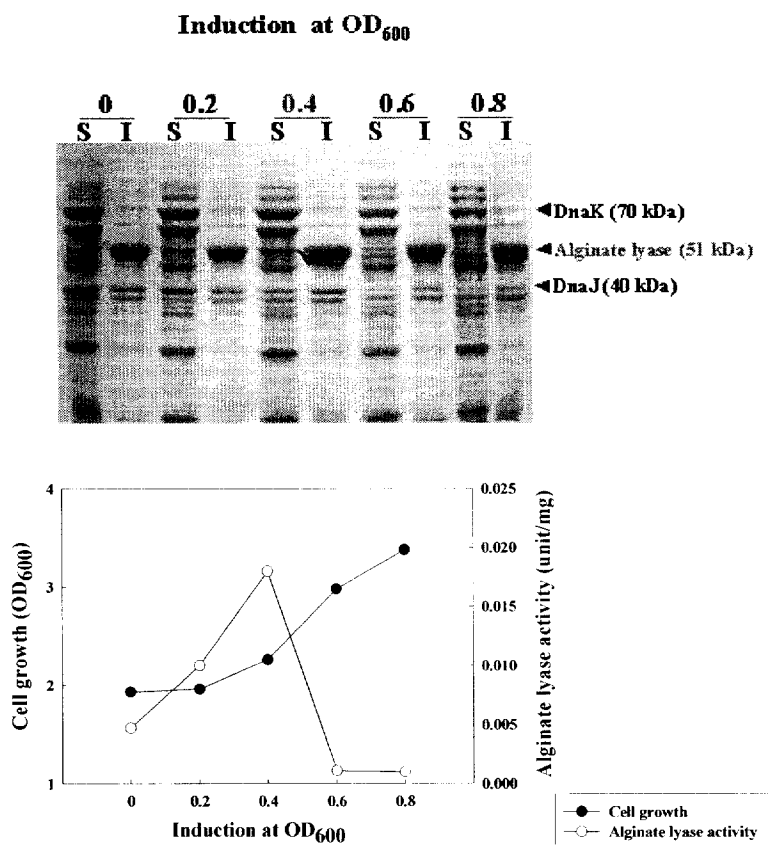 Induction at OD600
0 0.2 0.4 0.6 0.8
S I S I S I S I S I
DnaK (70 kDa)
Alginate lyase (51 kDa)
DnaJ (40 kDa)
4
3
2
1
Cell growth (OD600)
0.025
0.020
0.015
0.010
0.005
0.000
Alginate lyase activity (unit/mg)
0 0.2 0.4 0.6 0.8
Induction at OD600
Cell growth
Alginate lyase activity